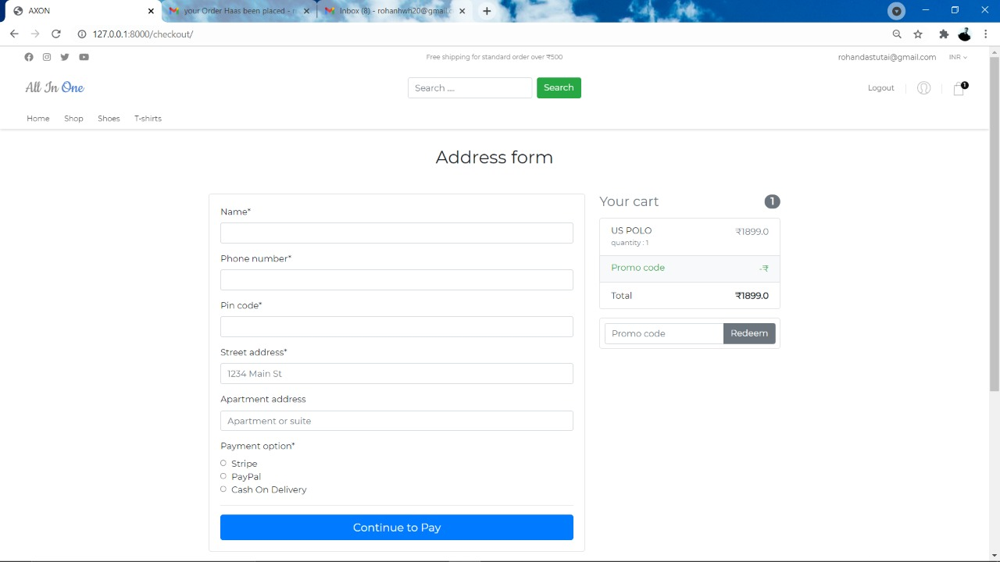 AXON
your Order Haas been placed - r
Inbox (8) - rohanhwh20@gmail.c
127.0.0.1:8000/checkout/
Free shipping for standard order over ₹500
rohandastutai@gmail.com
INR
All In One
Search ....
Search
Logout
1
Home
Shop
Shoes
T-shirts
Address form
Name*
Phone number*
Pin code*
Street address*
1234 Main St
Apartment address
Apartment or suite
Payment option*
Stripe
PayPal
Cash On Delivery
Continue to Pay
Your cart
1
US POLO
₹1899.0
quantity : 1
Promo code
-₹
Total
₹1899.0
Promo code
Redeem